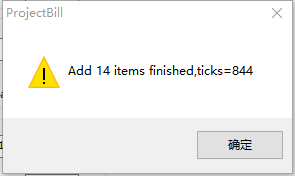 ProjectBill
Add 14 items finished,ticks=844
确定